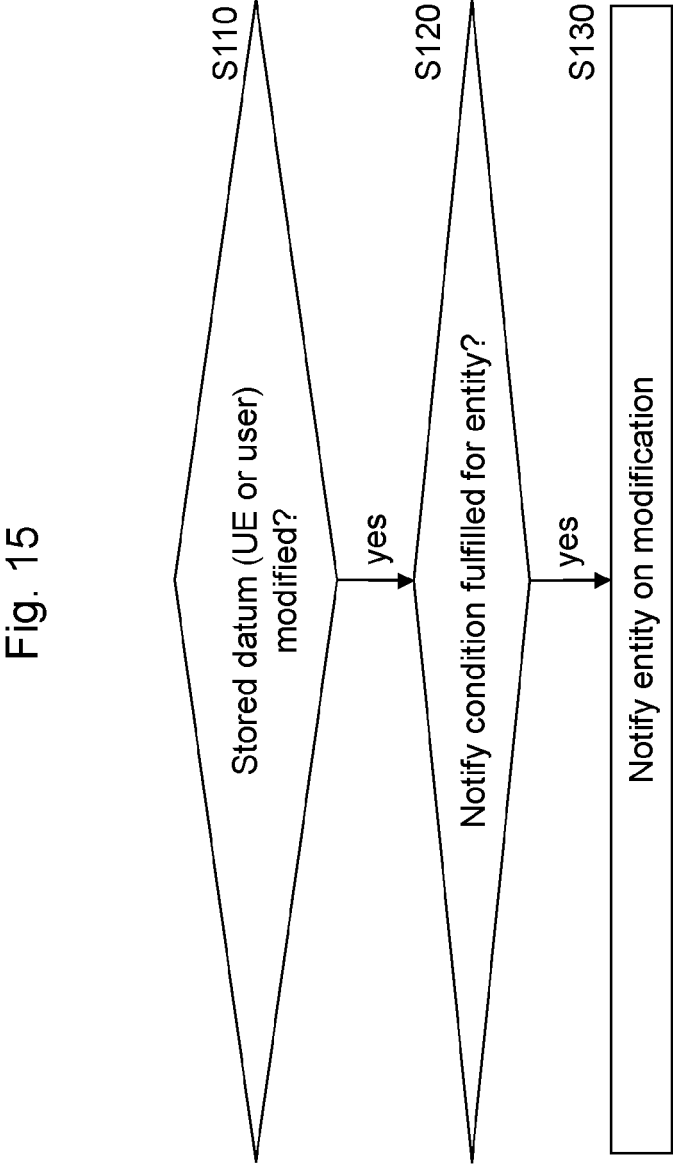 Fig. 15
S110
Stored datum (UE or user)
modified?
yes
S120
Notify condition fulfilled for entity?
yes
S130
Notify entity on modification